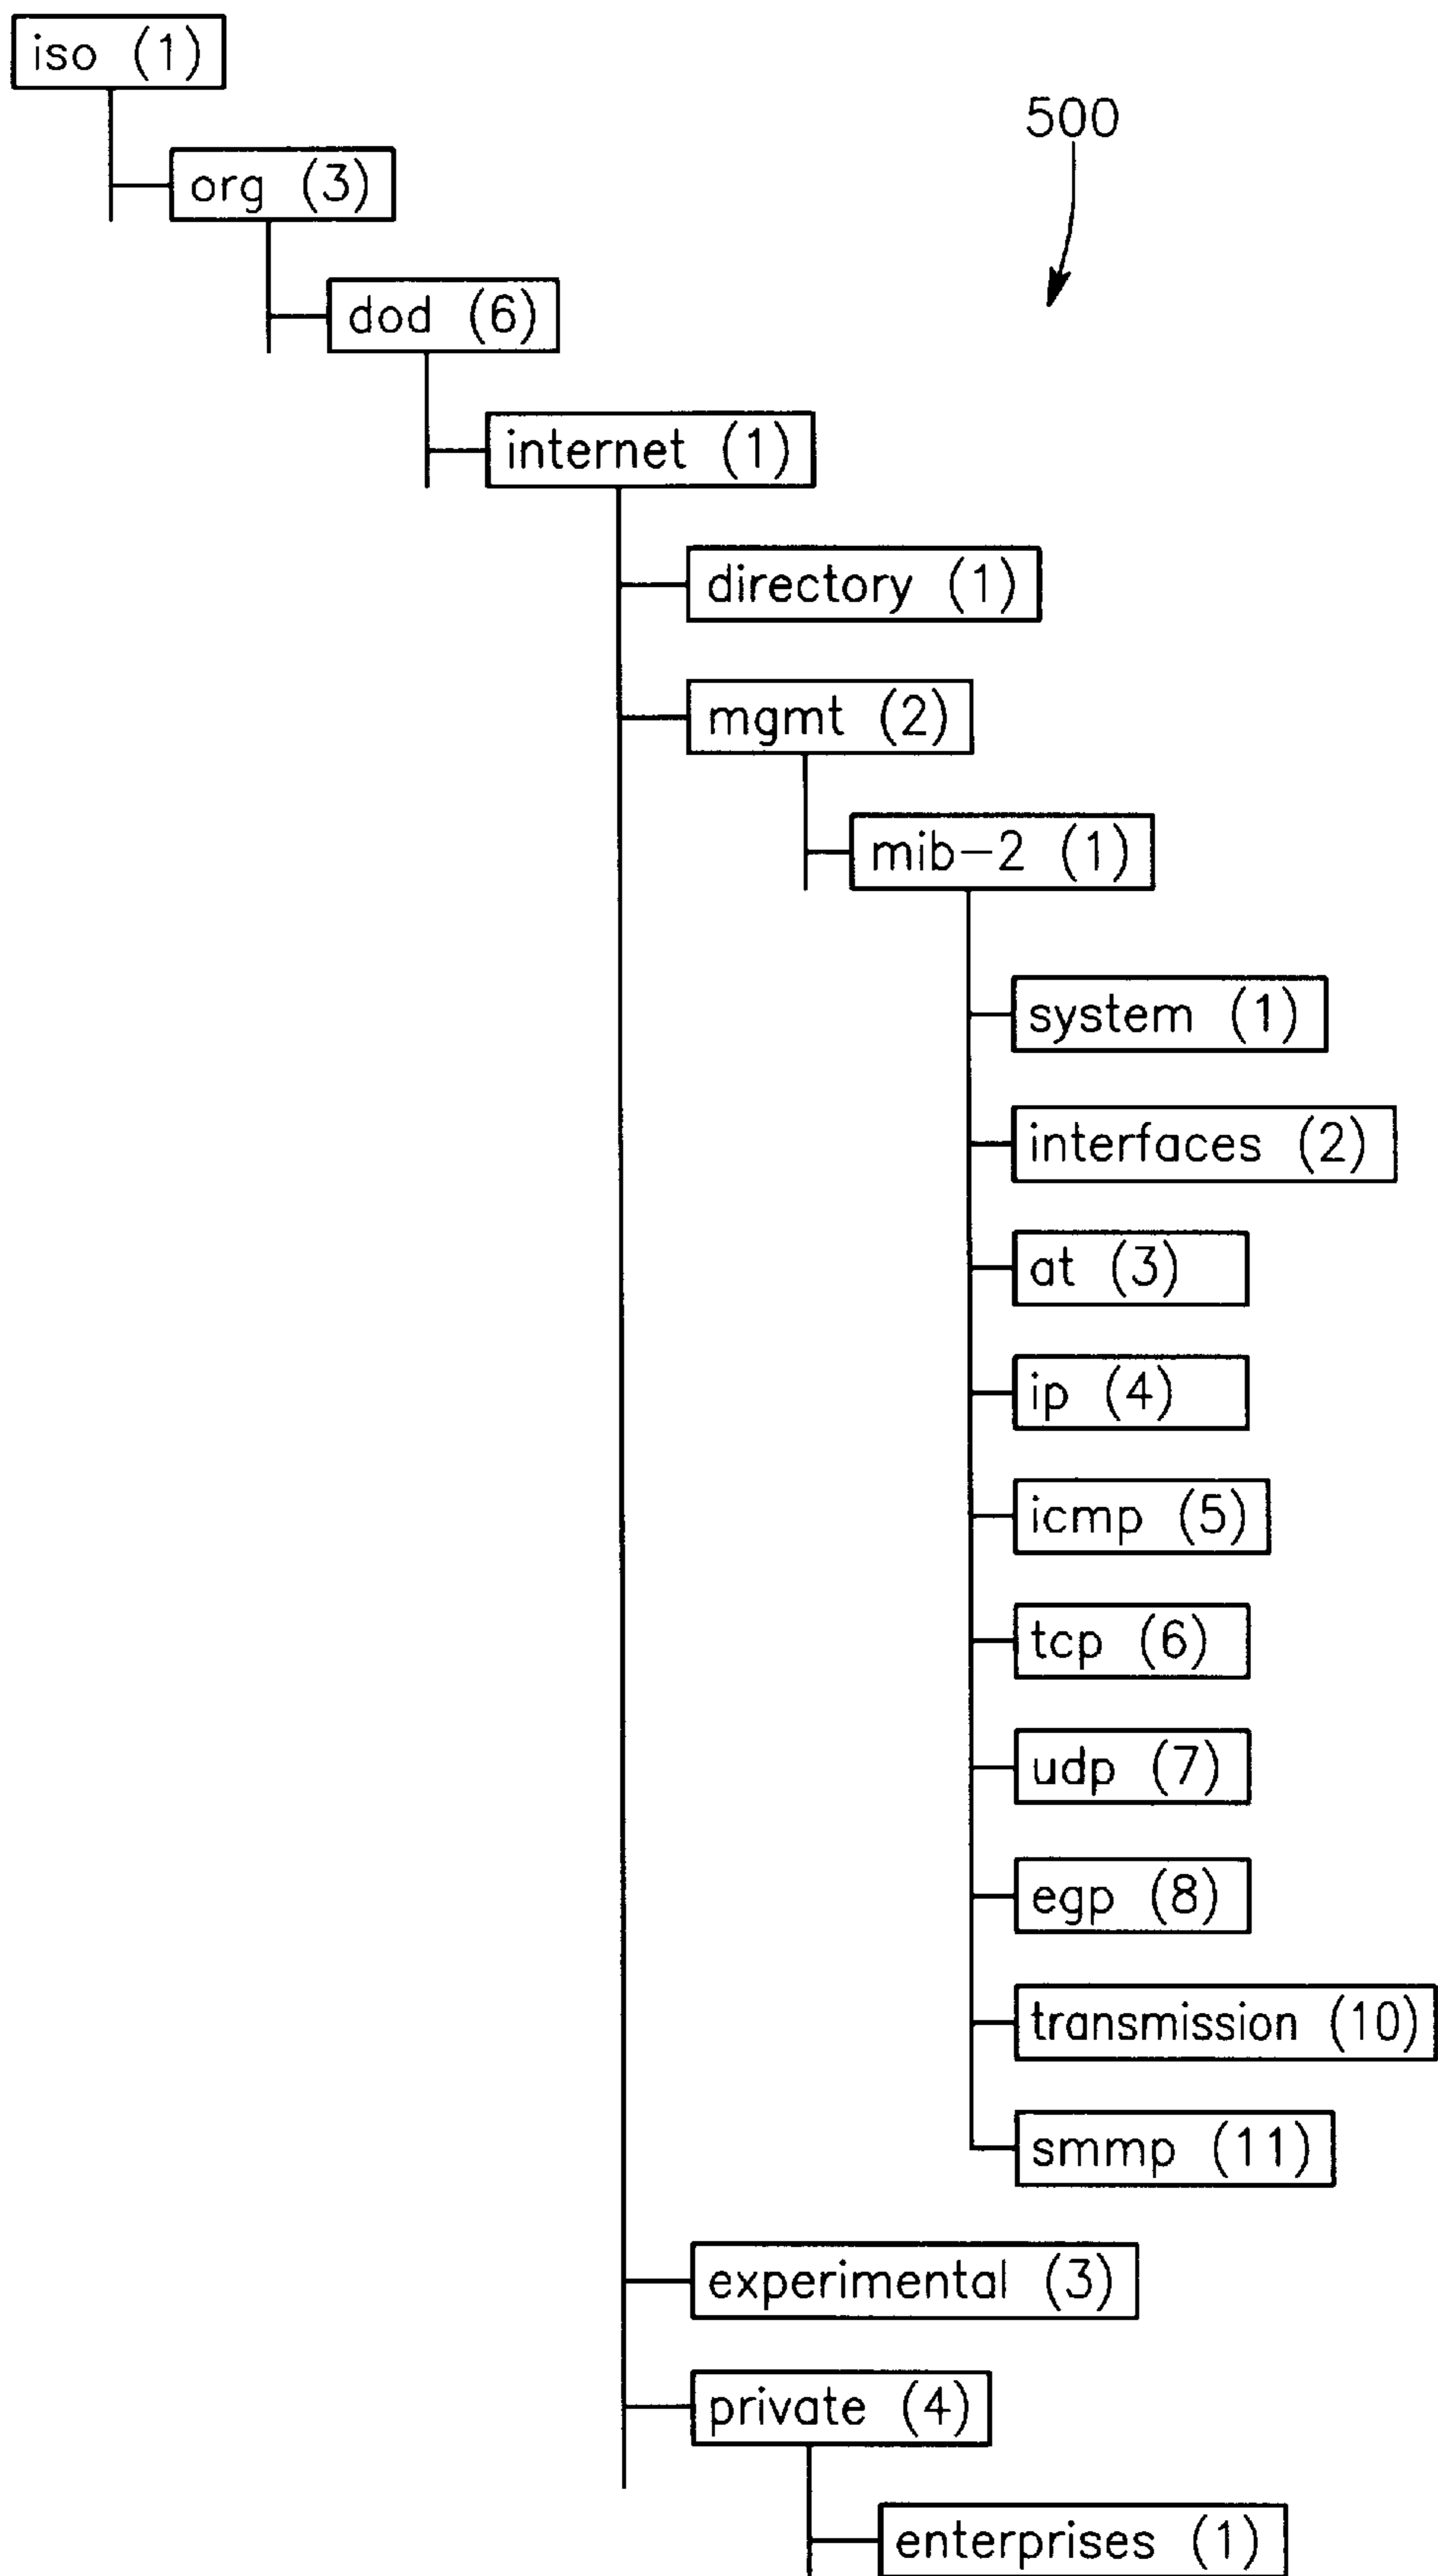 iso (1)
500
org (3)
dod (6)
internet (1)
directory (1)
mgmt (2)
mib-2 (1)
system (1)
interfaces (2)
at (3)
ip (4)
icmp (5)
tcp (6)
udp (7)
egp (8)
transmission (10)
smmp (11)
experimental (3)
private (4)
enterprises (1)